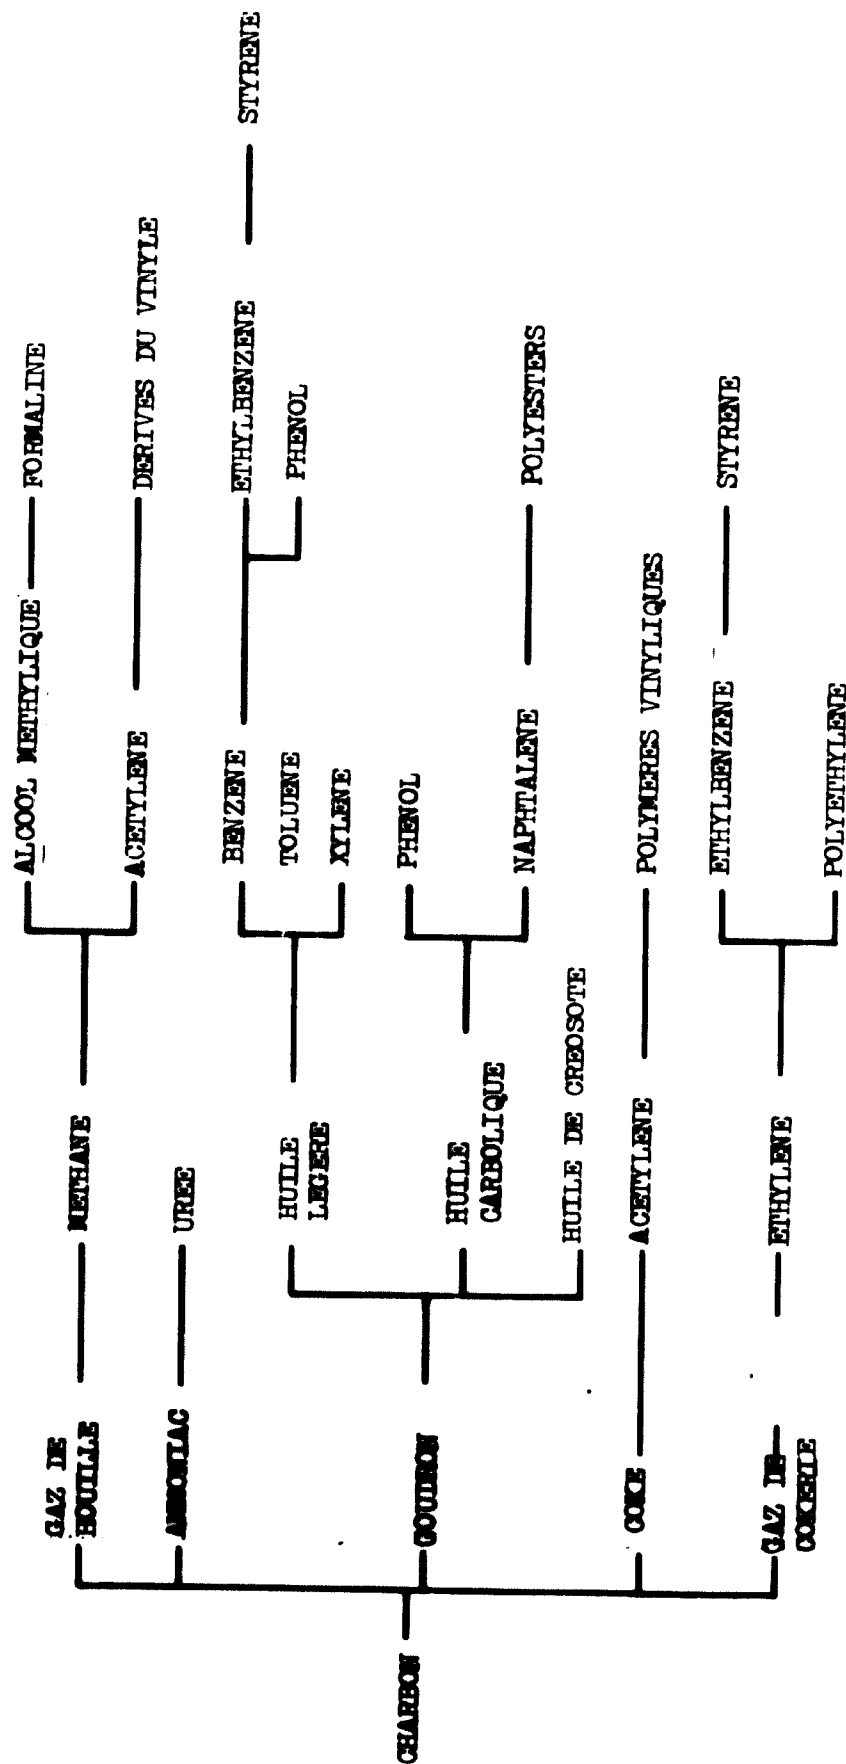 CHARBON
GAZ DE
HOUILLE
METHANE
ALCOOL METHYLIQUE
FORMALINE
ACETYLENE
DERIVES DU VINYLE
AMMONIAC
UREE
GOUDRON
HUILE
LEGERE
BENZENE
ETHYLBENZENE
STYRENE
PHENOL
TOLUENE
XYLENE
HUILE
CARBOLIQUE
PHENOL
NAPHTALENE
POLYESTERS
HUILE DE CREOSOTE
COKE
ACETYLENE
POLYMERES VINYLIQUES
GAZ DE
COKERIE
ETHYLENE
ETHYLBENZENE
STYRENE
POLYETHYLENE